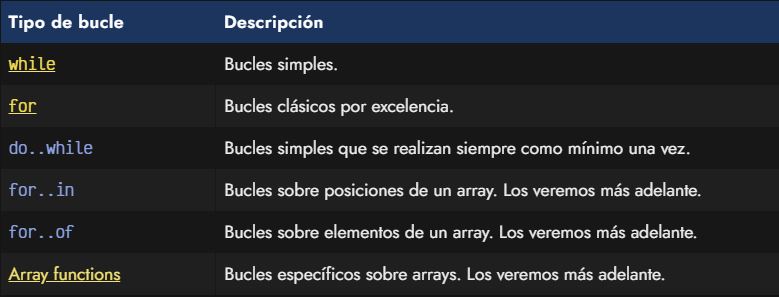 Tipo de bucle Descripción
while Bucles simples.
for Bucles clásicos por excelencia.
do..while Bucles simples que se realizan siempre como mínimo una vez.
for..in Bucles sobre posiciones de un array. Los veremos más adelante.
for..of Bucles sobre elementos de un array. Los veremos más adelante.
Array functions Bucles específicos sobre arrays. Los veremos más adelante.